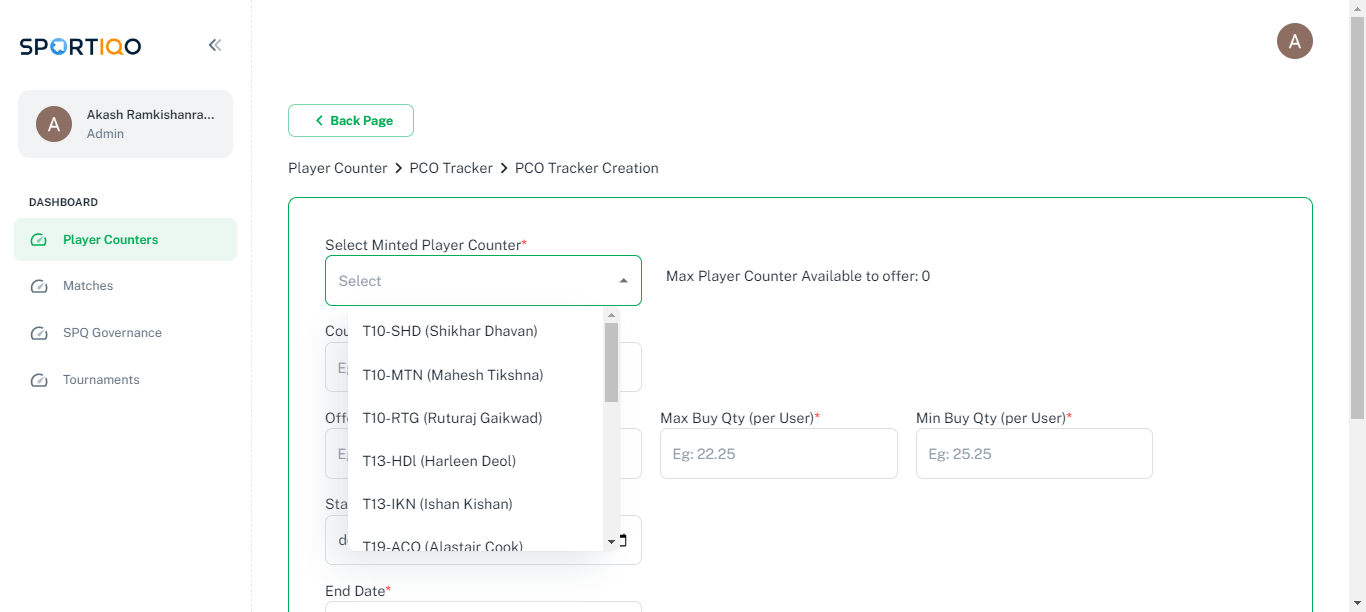 SPORTIQO
A
Akash Ramkishanra...
Admin
DASHBOARD
Player Counters
Matches
SPQ Governance
Tournaments
A
Back Page
Player Counter > PCO Tracker > PCO Tracker Creation
Select Minted Player Counter*
Select
Max Player Counter Available to offer: 0
T10-SHD (Shikhar Dhavan)
T10-MTN (Mahesh Tikshna)
T10-RTG (Ruturaj Gaikwad)
T13-HDl (Harleen Deol)
T13-IKN (Ishan Kishan)
T19-ACO (Alastair Cook)
Max Buy Qty (per User)*
Eg: 22.25
Min Buy Qty (per User)*
Eg: 25.25
End Date*